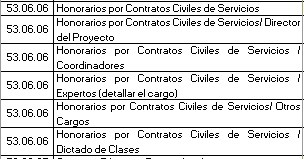 53.06.06 Honorarios por Contratos Civiles de Servicios
53.06.06 Honorarios por Contratos Civiles de Servicios/ Director
del Proyecto
53.06.06 Honorarios por Contratos Civiles de Servicios /
Coordinadores
53.06.06 Honorarios por Contratos Civiles de Servicios /
Expertos (detallar el cargo)
53.06.06 Honorarios por Contratos Civiles de Servicios/ Otros
Cargos
53.06.06 Honorarios por Contratos Civiles de Servicios /
Dictado de Clases